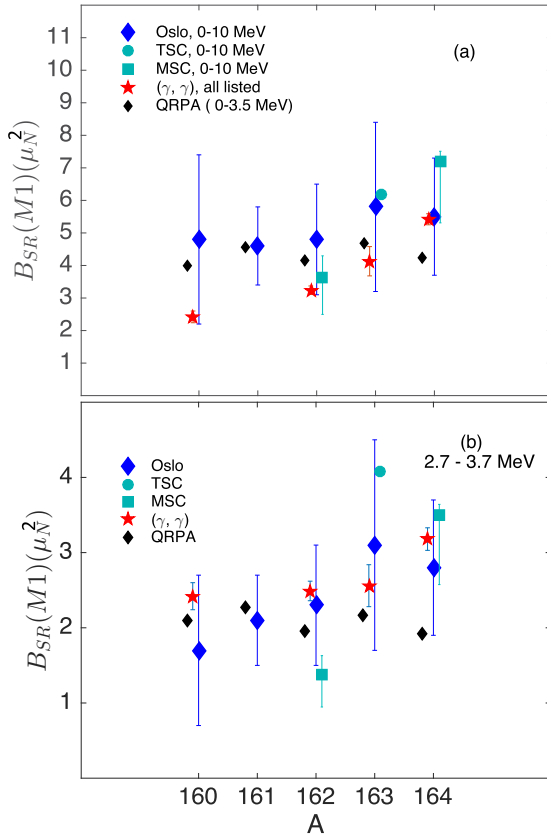 11
10
9
8
7
6
5
4
3
2
1
B_SR(M1)(μ_N^2)
Oslo, 0-10 MeV
TSC, 0-10 MeV
MSC, 0-10 MeV
(γ, γ), all listed
QRPA ( 0-3.5 MeV)
(a)
4
3
2
1
B_SR(M1)(μ_N^2)
Oslo
TSC
MSC
(γ, γ)
QRPA
(b)
2.7 - 3.7 MeV
160 161 162 163 164
A